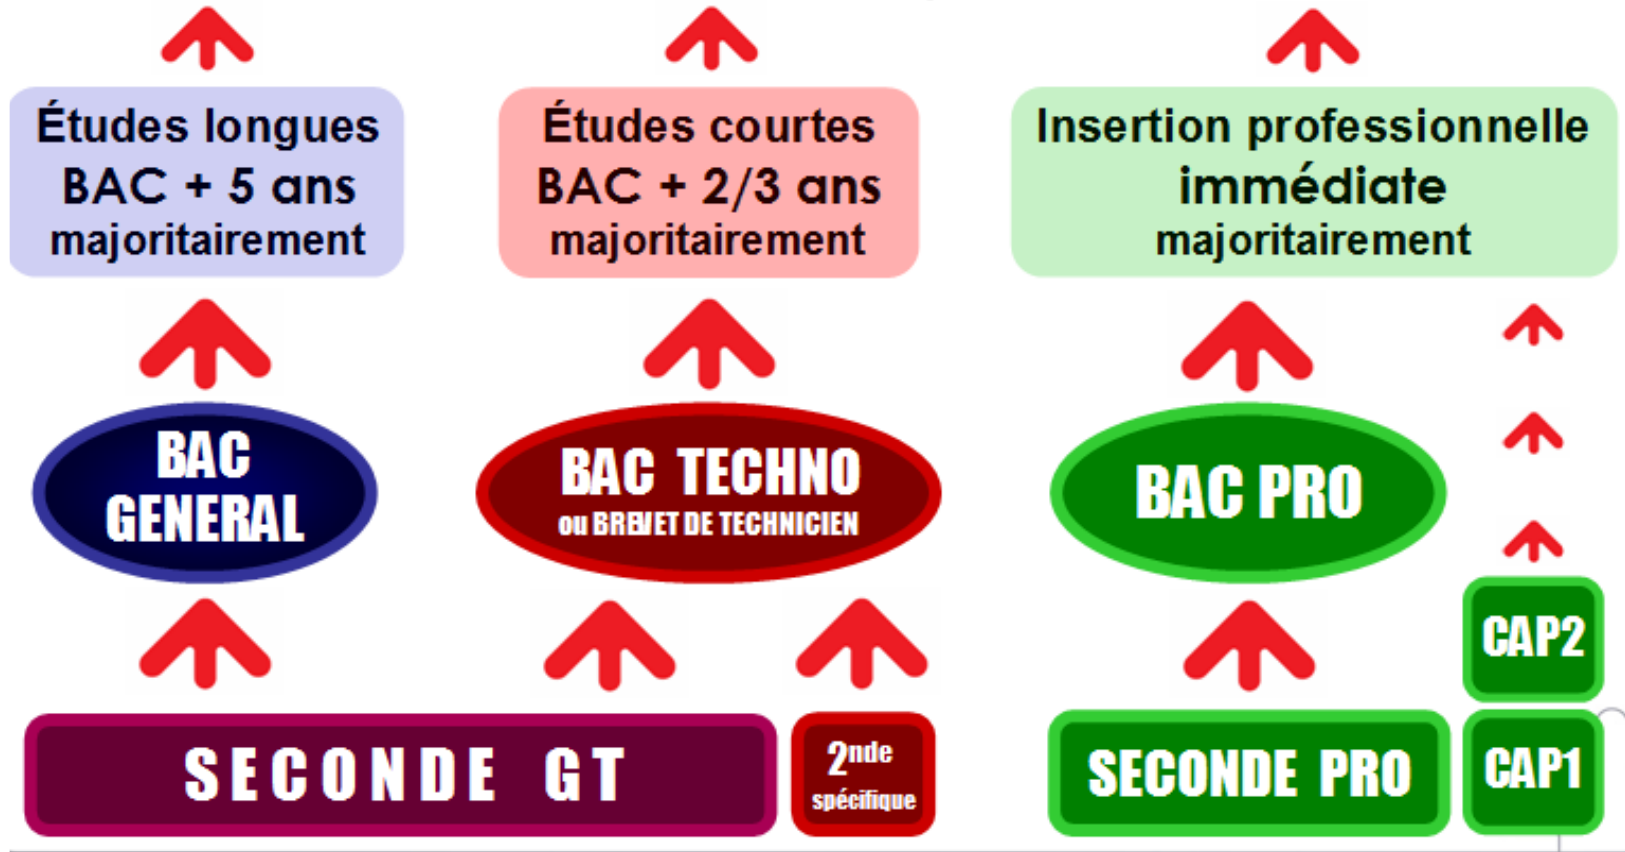 Études longues
BAC + 5 ans
majoritairement
Études courtes
BAC + 2/3 ans
majoritairement
Insertion professionnelle
immédiate
majoritairement
BAC
GENERAL
BAC TECHNO
ou BREVET DE TECHNICIEN
BAC PRO
CAP2
SECONDE GT
2nde
spécifique
SECONDE PRO
CAP1